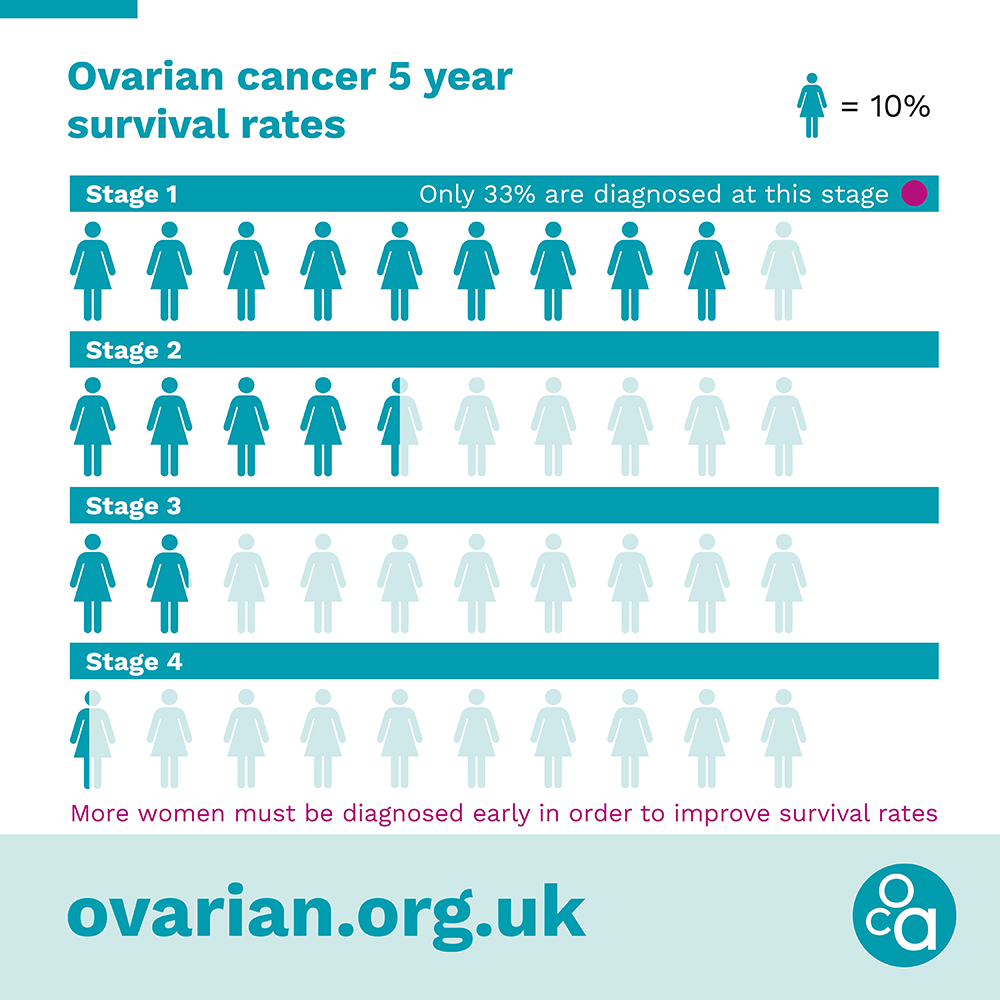 Ovarian cancer 5 year
survival rates
= 10%
Stage 1
Only 33% are diagnosed at this stage
Stage 2
Stage 3
Stage 4
More women must be diagnosed early in order to improve survival rates
ovarian.org.uk
oca